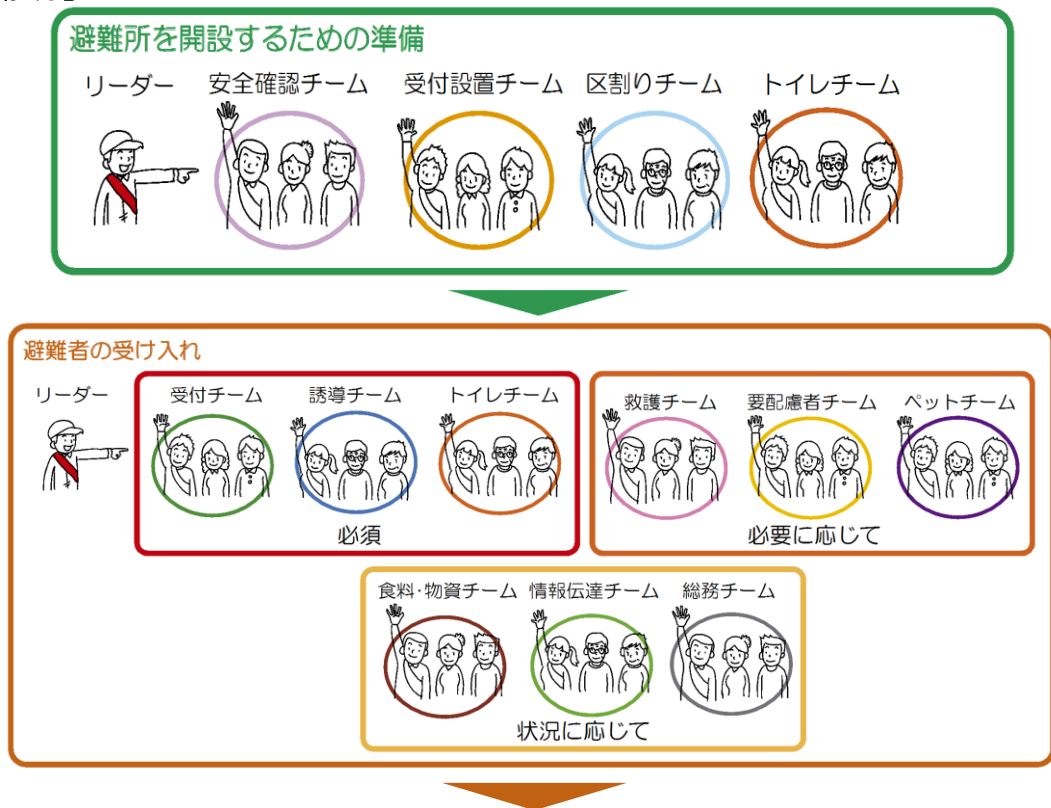 避難所を開設するための準備
リーダー 安全確認チーム 受付設置チーム 区割りチーム トイレチーム
避難者の受け入れ
リーダー 受付チーム 誘導チーム トイレチーム 救護チーム 要配慮者チーム ペットチーム
必須 必要に応じて
食料・物資チーム 情報伝達チーム 総務チーム
状況に応じて